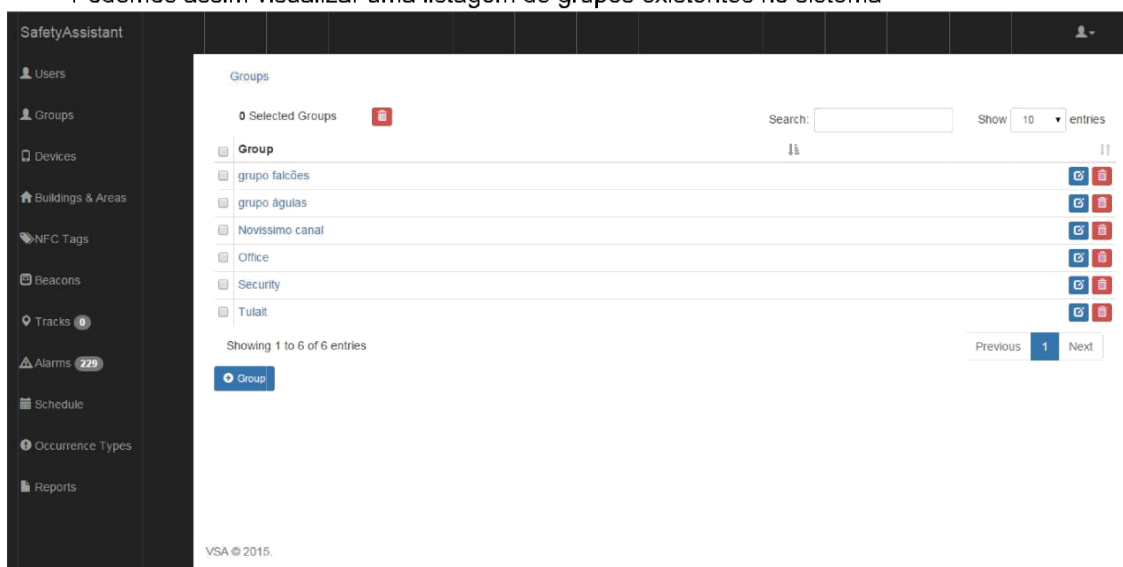 Podemos assim visualizar uma listagem de grupos existentes no sistema
SafetyAssistant
Users
Groups
Devices
Buildings & Areas
NFC Tags
Beacons
Tracks 0
Alarms 229
Schedule
Occurrence Types
Reports
Groups
0 Selected Groups
Search:
Show 10 entries
Group
grupo falcões
grupo águias
Novissimo canal
Office
Security
Tulait
Showing 1 to 6 of 6 entries
Previous 1 Next
Group
VSA © 2015.